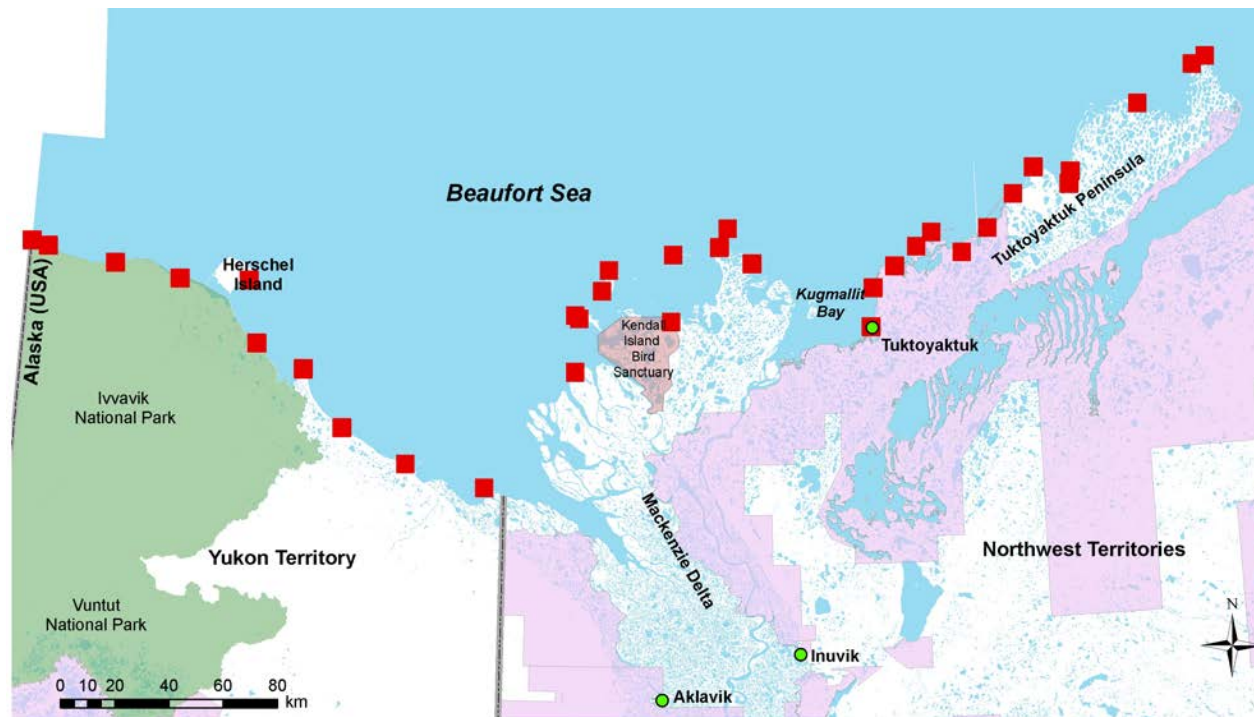 Beaufort Sea
Herschel
Island
Alaska (USA)
Tuktoyaktuk Peninsula
Kugmallit
Bay
Kendall
Island
Bird
Sanctuary
Tuktoyaktuk
Ivvavik
National Park
Mackenzie Delta
Yukon Territory
Northwest Territories
Vuntut
National Park
N
Inuvik
Aklavik
0 10 20 40 60 80
km